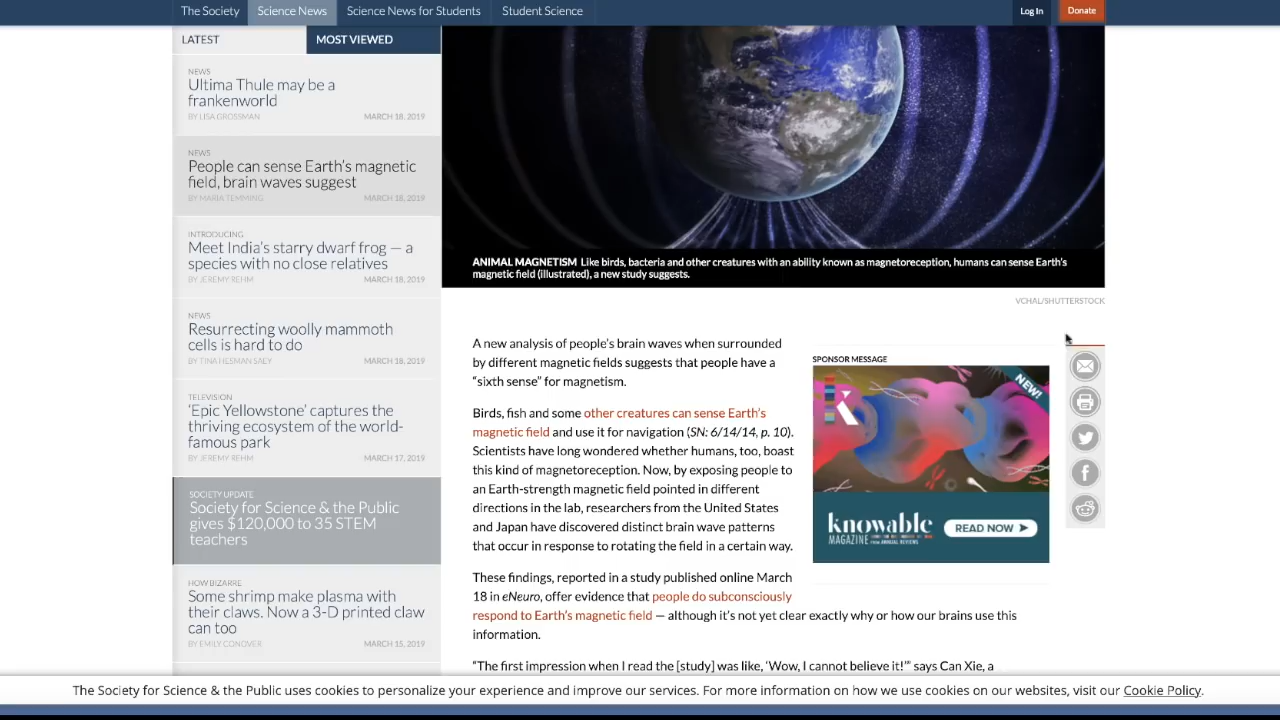 The Society
Science News
Science News for Students
Student Science
Log In
Donate
LATEST
MOST VIEWED
NEWS
Ultima Thule may be a
frankenworld
BY LISA GROSSMAN MARCH 18, 2019
NEWS
People can sense Earth's magnetic
field, brain waves suggest
BY MARIA TEMMING MARCH 18, 2019
INTRODUCING
Meet India's starry dwarf frog — a
species with no close relatives
BY JEREMY REHM MARCH 18, 2019
NEWS
Resurrecting woolly mammoth
cells is hard to do
BY TINA HESMAN SAEY MARCH 18, 2019
TELEVISION
'Epic Yellowstone' captures the
thriving ecosystem of the world-
famous park
BY JEREMY REHM MARCH 17, 2019
SOCIETY UPDATE
Society for Science & the Public
gives $120,000 to 35 STEM
teachers
HOW BIZARRE
Some shrimp make plasma with
their claws. Now a 3-D printed claw
can too
BY EMILY CONOVER MARCH 15, 2019
ANIMAL MAGNETISM Like birds, bacteria and other creatures with an ability known as magnetoreception, humans can sense Earth's
magnetic field (illustrated), a new study suggests.
VCHAL/SHUTTERSTOCK
A new analysis of people's brain waves when surrounded
by different magnetic fields suggests that people have a
"sixth sense" for magnetism.
Birds, fish and some other creatures can sense Earth's
magnetic field and use it for navigation (SN: 6/14/14, p. 10).
Scientists have long wondered whether humans, too, boast
this kind of magnetoreception. Now, by exposing people to
an Earth-strength magnetic field pointed in different
directions in the lab, researchers from the United States
and Japan have discovered distinct brain wave patterns
that occur in response to rotating the field in a certain way.
These findings, reported in a study published online March
18 in eNeuro, offer evidence that people do subconsciously
respond to Earth's magnetic field — although it's not yet clear exactly why or how our brains use this
information.
"The first impression when I read the [study] was like, 'Wow, I cannot believe it!'" says Can Xie, a
SPONSOR MESSAGE
NEW!
K
knowable
MAGAZINE FROM ANNUAL REVIEWS
READ NOW
The Society for Science & the Public uses cookies to personalize your experience and improve our services. For more information on how we use cookies on our websites, visit our Cookie Policy.